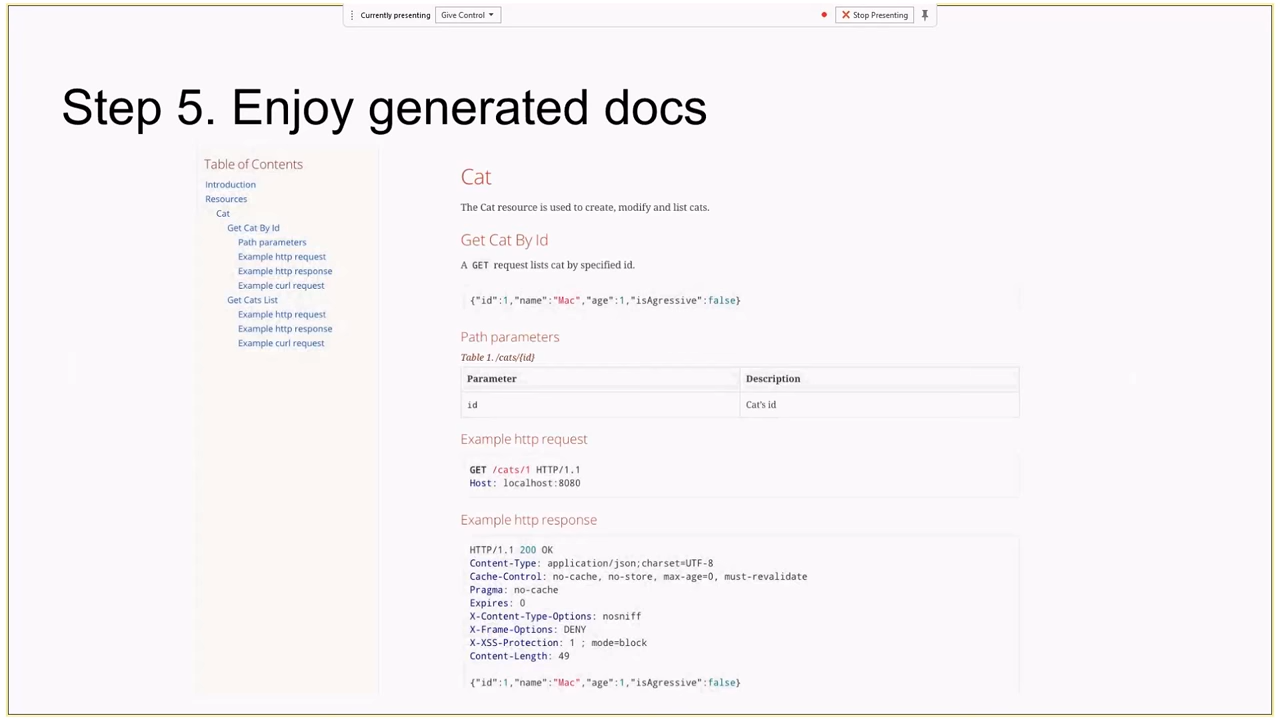 Currently presenting Give Control Stop Presenting
Step 5. Enjoy generated docs
Table of Contents
Introduction
Resources
Cat
Get Cat By Id
Path parameters
Example http request
Example http response
Example curl request
Get Cats List
Example http request
Example http response
Example curl request
Cat
The Cat resource is used to create, modify and list cats.
Get Cat By Id
A GET request lists cat by specified id.
{"id":1,"name":"Mac","age":1,"isAgressive":false}
Path parameters
Table 1. /cats/{id}
Parameter Description
id Cat's id
Example http request
GET /cats/1 HTTP/1.1
Host: localhost:8080
Example http response
HTTP/1.1 200 OK
Content-Type: application/json;charset=UTF-8
Cache-Control: no-cache, no-store, max-age=0, must-revalidate
Pragma: no-cache
Expires: 0
X-Content-Type-Options: nosniff
X-Frame-Options: DENY
X-XSS-Protection: 1 ; mode=block
Content-Length: 49
{"id":1,"name":"Mac","age":1,"isAgressive":false}